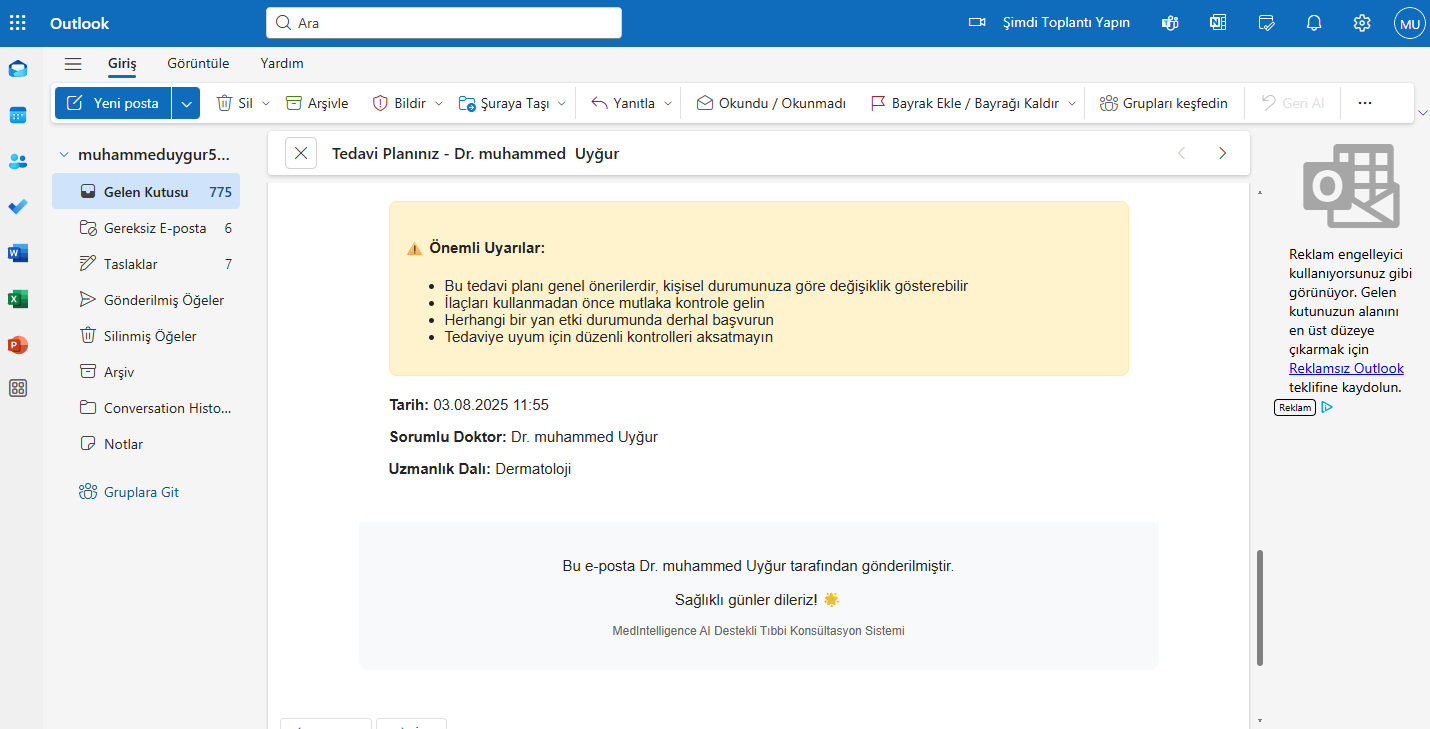 Outlook
Ara
Şimdi Toplantı Yapın
MU
Giriş
Görüntüle
Yardım
Yeni posta
Sil
Arşivle
Bildir
Şuraya Taşı
Yanıtla
Okundu / Okunmadı
Bayrak Ekle / Bayrağı Kaldır
Grupları keşfedin
Geri Al
muhammeduygur5...
Gelen Kutusu 775
Gereksiz E-posta 6
Taslaklar 7
Gönderilmiş Öğeler
Silinmiş Öğeler
Arşiv
Conversation Histo...
Notlar
Gruplara Git
Tedavi Planınız - Dr. muhammed Uyğur
Önemli Uyarılar:
Bu tedavi planı genel önerilerdir, kişisel durumunuza göre değişiklik gösterebilir
İlaçları kullanmadan önce mutlaka kontrole gelin
Herhangi bir yan etki durumunda derhal başvurun
Tedaviye uyum için düzenli kontrolleri aksatmayın
Tarih: 03.08.2025 11:55
Sorumlu Doktor: Dr. muhammed Uyğur
Uzmanlık Dalı: Dermatoloji
Bu e-posta Dr. muhammed Uyğur tarafından gönderilmiştir.
Sağlıklı günler dileriz! 🌟
MedIntelligence AI Destekli Tıbbi Konsültasyon Sistemi
Reklam engelleyici
kullanıyorsunuz gibi
görünüyor. Gelen
kutunuzun alanını
en üst düzeye
çıkarmak için
Reklamsız Outlook
teklifine kaydolun.
Reklam